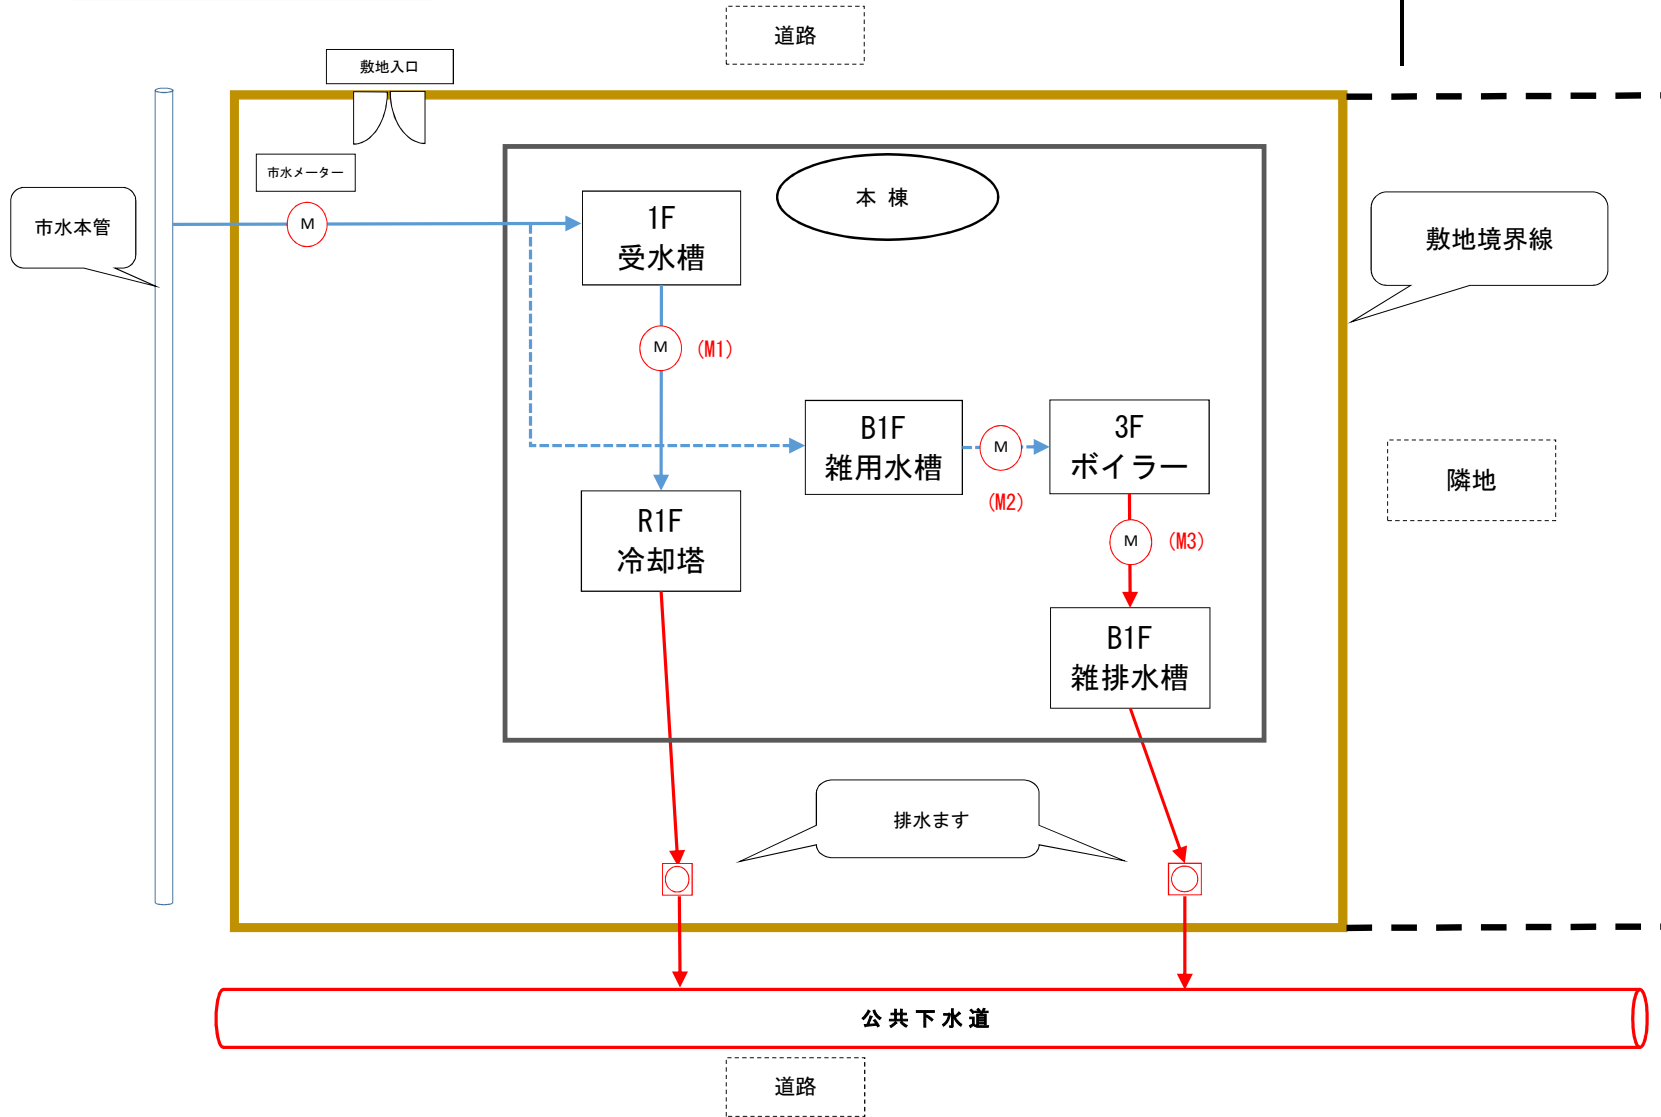 道路
敷地入口
市水メーター
市水本管
M
1F
受水槽
本 棟
敷地境界線
M
(M1)
B1F
雑用水槽
M
(M2)
3F
ボイラー
隣地
R1F
冷却塔
M
(M3)
B1F
雑排水槽
排水ます
公共下水道
道路